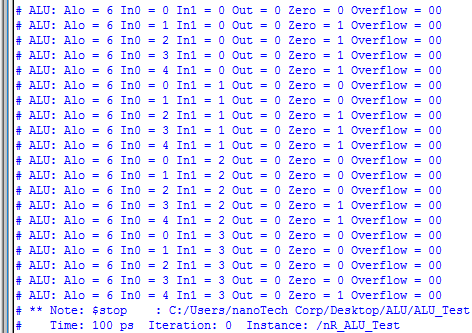 # ALU: Alo = 6 In0 = 0 In1 = 0 Out = 0 Zero = 0 Overflow = 00
# ALU: Alo = 6 In0 = 1 In1 = 0 Out = 0 Zero = 1 Overflow = 00
# ALU: Alo = 6 In0 = 2 In1 = 0 Out = 0 Zero = 1 Overflow = 00
# ALU: Alo = 6 In0 = 3 In1 = 0 Out = 0 Zero = 1 Overflow = 00
# ALU: Alo = 6 In0 = 4 In1 = 0 Out = 0 Zero = 1 Overflow = 00
# ALU: Alo = 6 In0 = 0 In1 = 1 Out = 0 Zero = 0 Overflow = 00
# ALU: Alo = 6 In0 = 1 In1 = 1 Out = 0 Zero = 0 Overflow = 00
# ALU: Alo = 6 In0 = 2 In1 = 1 Out = 0 Zero = 1 Overflow = 00
# ALU: Alo = 6 In0 = 3 In1 = 1 Out = 0 Zero = 1 Overflow = 00
# ALU: Alo = 6 In0 = 4 In1 = 1 Out = 0 Zero = 1 Overflow = 00
# ALU: Alo = 6 In0 = 0 In1 = 2 Out = 0 Zero = 0 Overflow = 00
# ALU: Alo = 6 In0 = 1 In1 = 2 Out = 0 Zero = 0 Overflow = 00
# ALU: Alo = 6 In0 = 2 In1 = 2 Out = 0 Zero = 0 Overflow = 00
# ALU: Alo = 6 In0 = 3 In1 = 2 Out = 0 Zero = 1 Overflow = 00
# ALU: Alo = 6 In0 = 4 In1 = 2 Out = 0 Zero = 1 Overflow = 00
# ALU: Alo = 6 In0 = 0 In1 = 3 Out = 0 Zero = 0 Overflow = 00
# ALU: Alo = 6 In0 = 1 In1 = 3 Out = 0 Zero = 0 Overflow = 00
# ALU: Alo = 6 In0 = 2 In1 = 3 Out = 0 Zero = 0 Overflow = 00
# ALU: Alo = 6 In0 = 3 In1 = 3 Out = 0 Zero = 0 Overflow = 00
# ALU: Alo = 6 In0 = 4 In1 = 3 Out = 0 Zero = 1 Overflow = 00
# ** Note: $stop    : C:/Users/nanoTech Corp/Desktop/ALU/ALU_Test
#    Time: 100 ps  Iteration: 0  Instance: /nR_ALU_Test